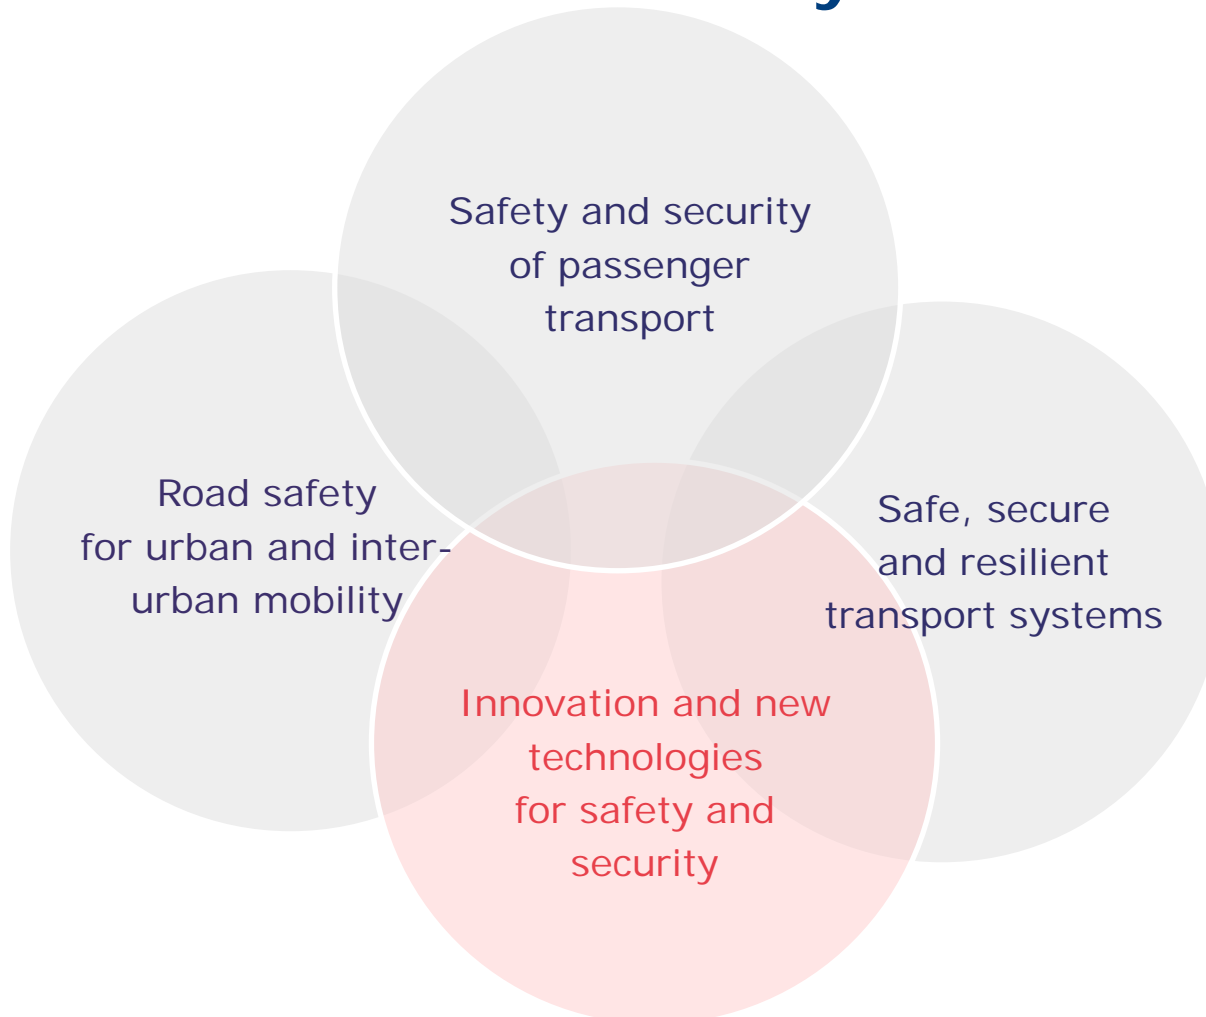 Safety and security
of passenger
transport
Road safety
for urban and inter-
urban mobility
Safe, secure
and resilient
transport systems
Innovation and new
technologies
for safety and
security